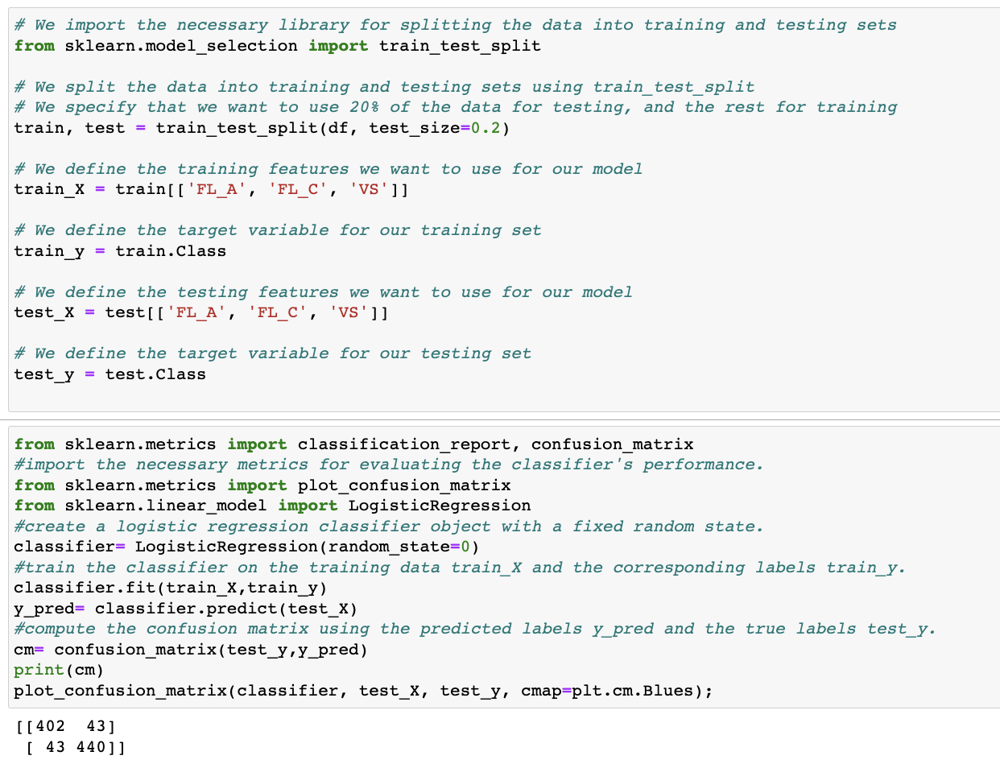 # We import the necessary library for splitting the data into training and testing sets
from sklearn.model_selection import train_test_split
# We split the data into training and testing sets using train_test_split
# We specify that we want to use 20% of the data for testing, and the rest for training
train, test = train_test_split(df, test_size=0.2)
# We define the training features we want to use for our model
train_X = train[['FL_A', 'FL_C', 'VS']]
# We define the target variable for our training set
train_y = train.Class
# We define the testing features we want to use for our model
test_X = test[['FL_A', 'FL_C', 'VS']]
# We define the target variable for our testing set
test_y = test.Class
from sklearn.metrics import classification_report, confusion_matrix
#import the necessary metrics for evaluating the classifier's performance.
from sklearn.metrics import plot_confusion_matrix
from sklearn.linear_model import LogisticRegression
#create a logistic regression classifier object with a fixed random state.
classifier= LogisticRegression(random_state=0)
#train the classifier on the training data train_X and the corresponding labels train_y.
classifier.fit(train_X,train_y)
y_pred= classifier.predict(test_X)
#compute the confusion matrix using the predicted labels y_pred and the true labels test_y.
cm= confusion_matrix(test_y,y_pred)
print(cm)
plot_confusion_matrix(classifier, test_X, test_y, cmap=plt.cm.Blues);
[[402  43]
 [ 43 440]]